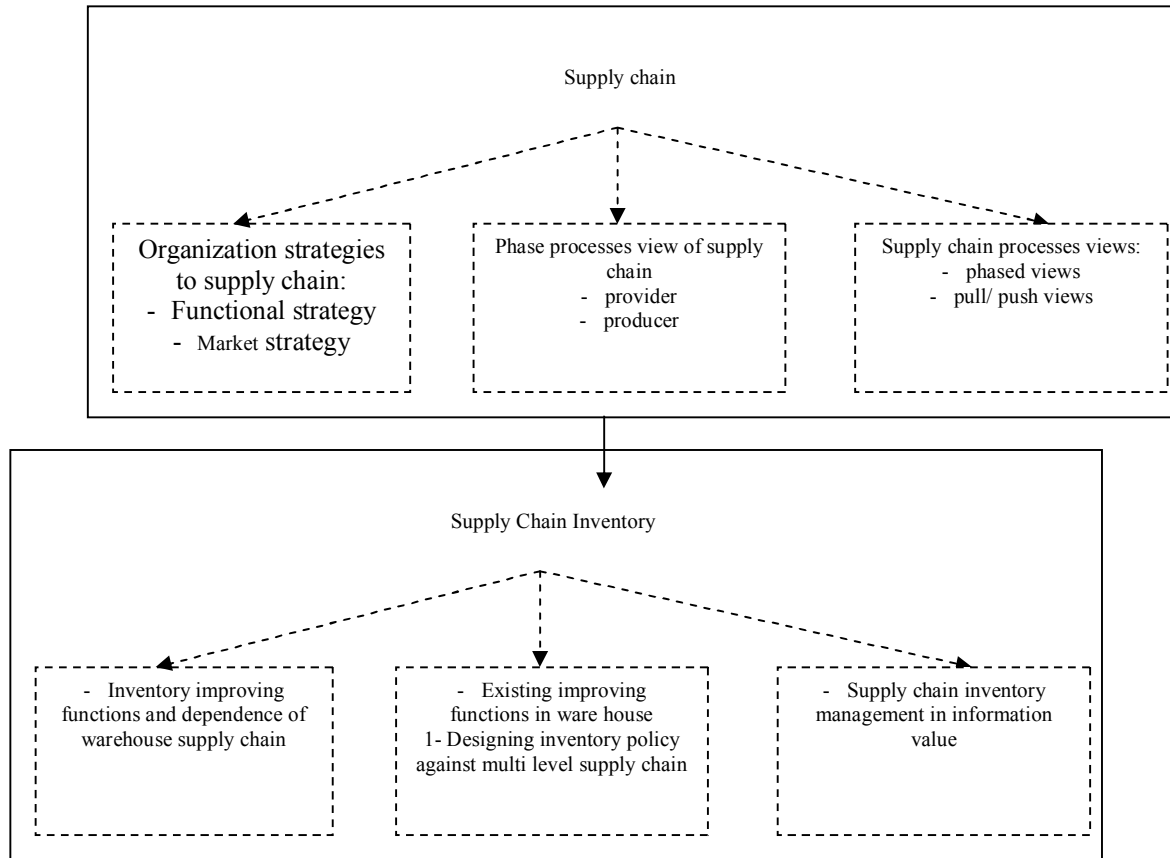 Supply chain
Organization strategies
to supply chain:
- Functional strategy
- Market strategy
Phase processes view of supply
chain
- provider
- producer
Supply chain processes views:
- phased views
- pull/ push views
Supply Chain Inventory
- Inventory improving
functions and dependence of
warehouse supply chain
- Existing improving
functions in ware house
1- Designing inventory policy
against multi level supply chain
- Supply chain inventory
management in information
value